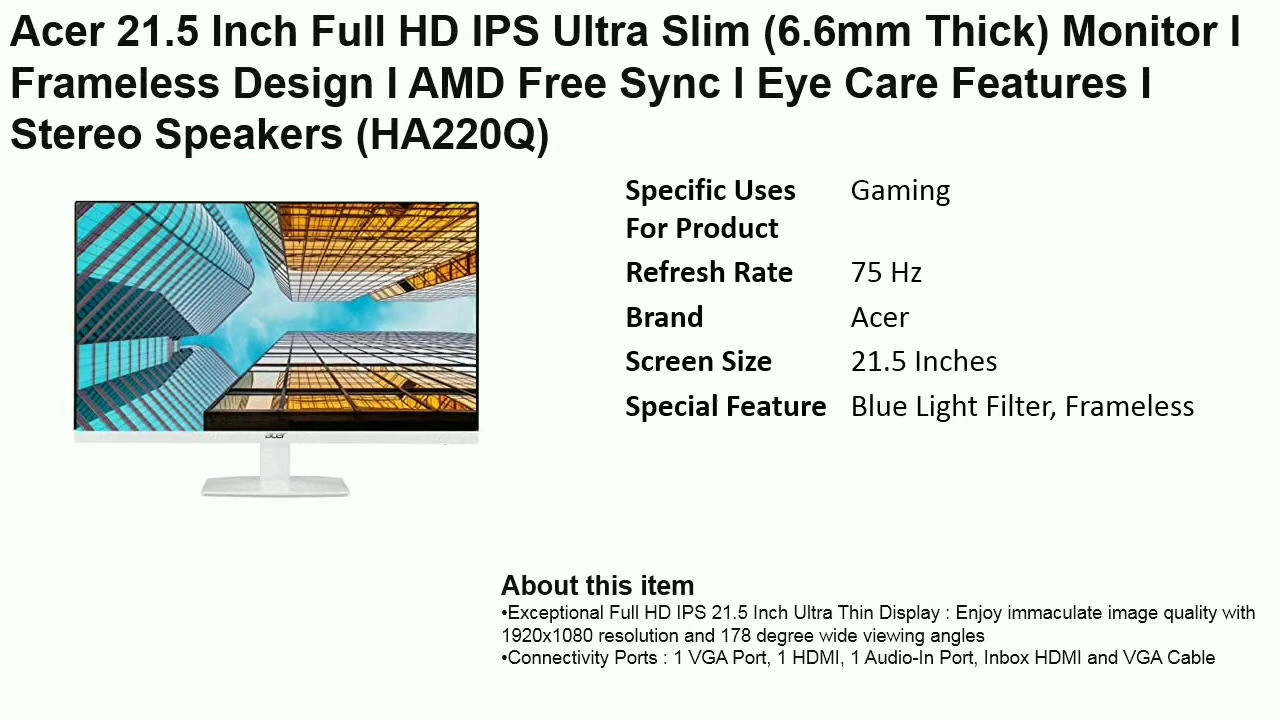 Acer 21.5 Inch Full HD IPS Ultra Slim (6.6mm Thick) Monitor I
Frameless Design I AMD Free Sync I Eye Care Features I
Stereo Speakers (HA220Q)
Specific Uses For Product Gaming
Refresh Rate 75 Hz
Brand Acer
Screen Size 21.5 Inches
Special Feature Blue Light Filter, Frameless
acer
About this item
•Exceptional Full HD IPS 21.5 Inch Ultra Thin Display : Enjoy immaculate image quality with
1920x1080 resolution and 178 degree wide viewing angles
•Connectivity Ports : 1 VGA Port, 1 HDMI, 1 Audio-In Port, Inbox HDMI and VGA Cable